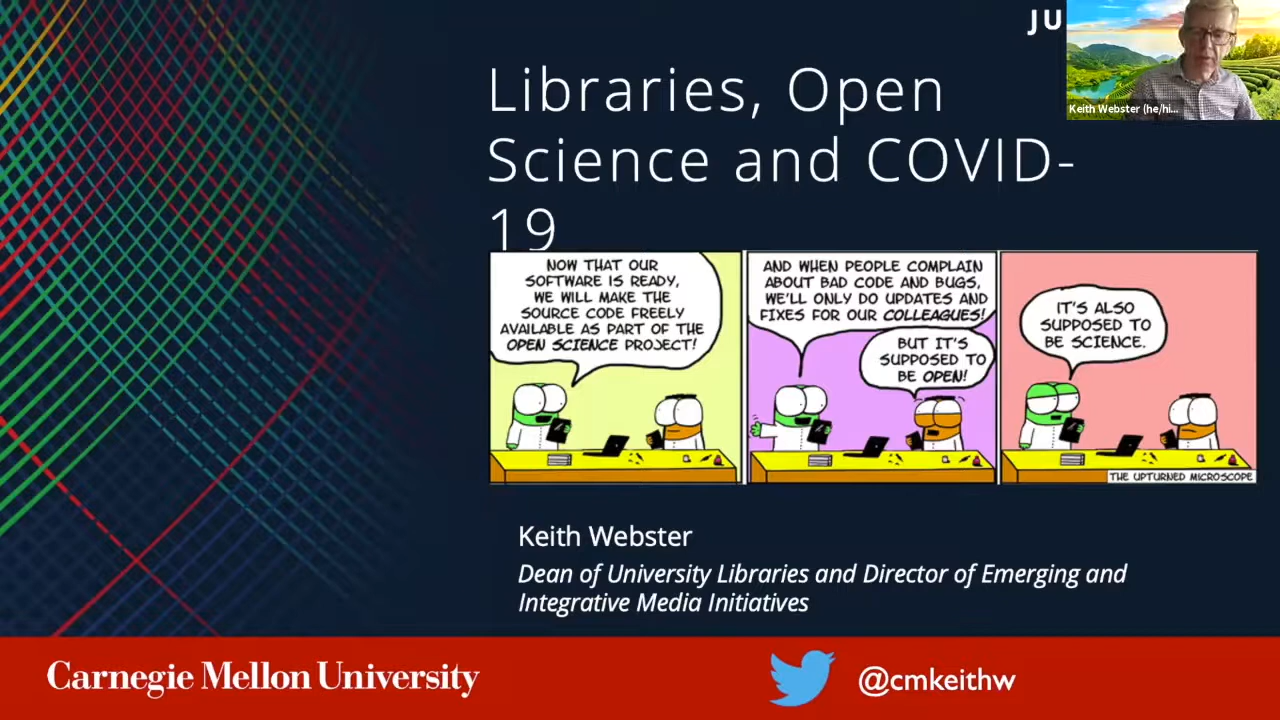 JU
Libraries, Open
Science and COVID-
19
Keith Webster (he/hi...
NOW THAT OUR
SOFTWARE IS READY,
WE WILL MAKE THE
SOURCE CODE FREELY
AVAILABLE AS PART OF THE
OPEN SCIENCE PROJECT!
AND WHEN PEOPLE COMPLAIN
ABOUT BAD CODE AND BUGS,
WE'LL ONLY DO UPDATES AND
FIXES FOR OUR COLLEAGUES!
BUT IT'S
SUPPOSED TO
BE OPEN!
IT'S ALSO
SUPPOSED TO
BE SCIENCE.
THE UPTURNED MICROSCOPE
Keith Webster
Dean of University Libraries and Director of Emerging and
Integrative Media Initiatives
Carnegie Mellon University
@cmkeithw